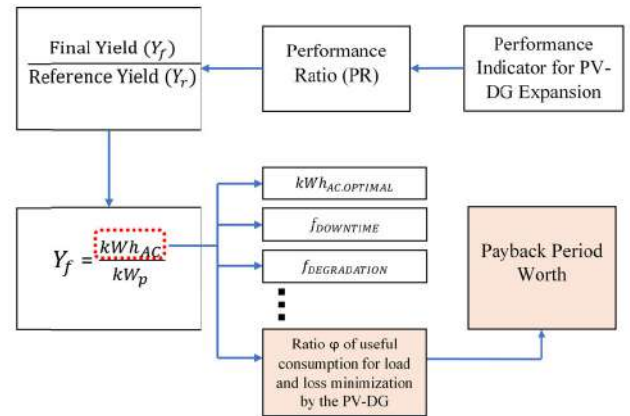 Final Yield (Y_f)
Reference Yield (Y_r)
Performance
Ratio (PR)
Performance
Indicator for PV-
DG Expansion
Y_f = kWh_AC
kW_p
kWh_AC.OPTIMAL
f_DOWNTIME
f_DEGRADATION
Ratio φ of useful
consumption for load
and loss minimization
by the PV-DG
Payback Period
Worth